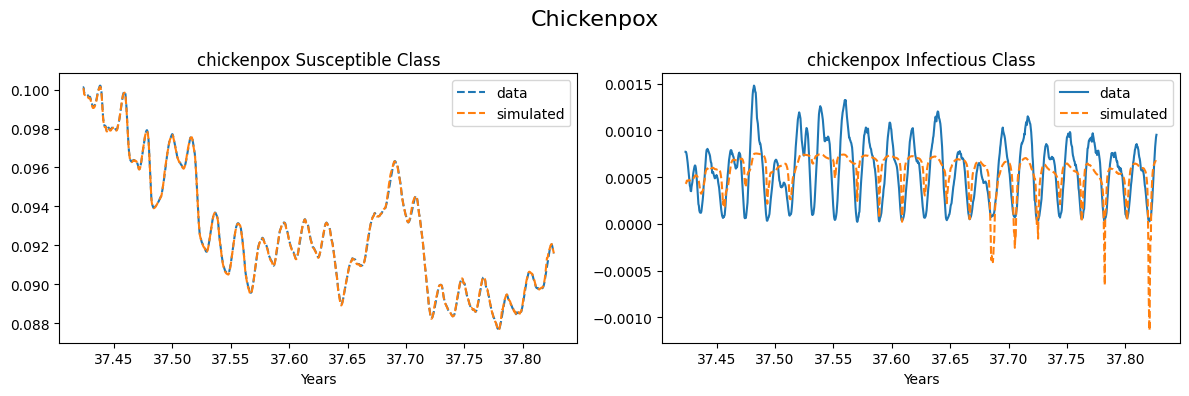 Chickenpox
chickenpox Susceptible Class
0.100
0.098
0.096
0.094
0.092
0.090
0.088
data
simulated
37.45 37.50 37.55 37.60 37.65 37.70 37.75 37.80
Years
chickenpox Infectious Class
0.0015
0.0010
0.0005
0.0000
−0.0005
−0.0010
data
simulated
37.45 37.50 37.55 37.60 37.65 37.70 37.75 37.80
Years